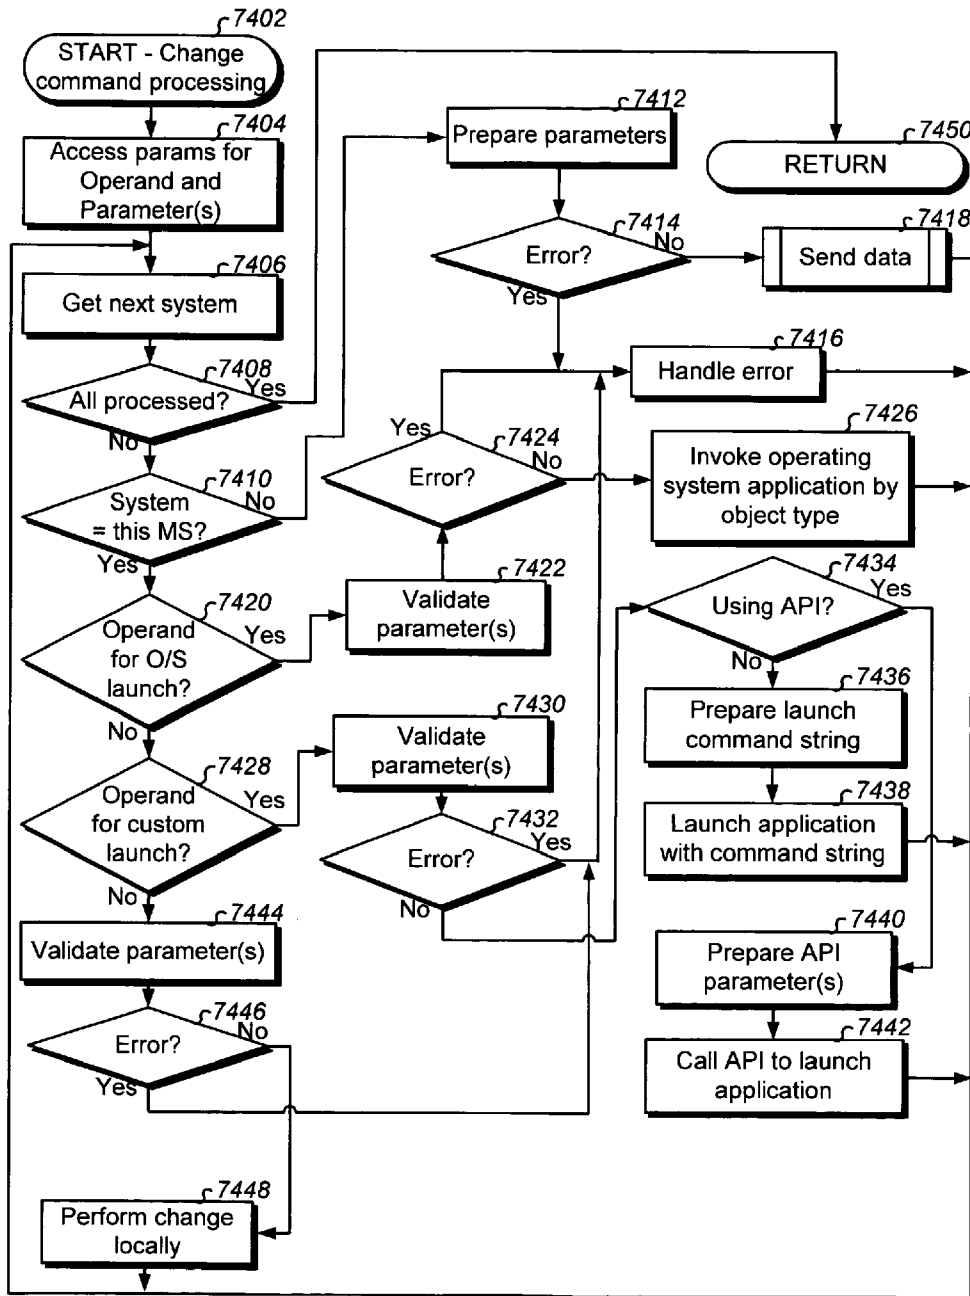 7402
START - Change
command processing
7404
Access params for
Operand and
Parameter(s)
7406
Get next system
7408
All processed?
Yes
No
7410
System
= this MS?
No
Yes
7412
Prepare parameters
7414
Error?
No
Yes
7450
RETURN
7418
Send data
7416
Handle error
7420
Operand
for O/S
launch?
Yes
No
7422
Validate
parameter(s)
7424
Error?
Yes
No
7426
Invoke operating
system application by
object type
7428
Operand
for custom
launch?
Yes
No
7430
Validate
parameter(s)
7432
Error?
Yes
No
7434
Using API?
Yes
No
7436
Prepare launch
command string
7438
Launch application
with command string
7440
Prepare API
parameter(s)
7442
Call API to launch
application
7444
Validate parameter(s)
7446
Error?
No
Yes
7448
Perform change
locally